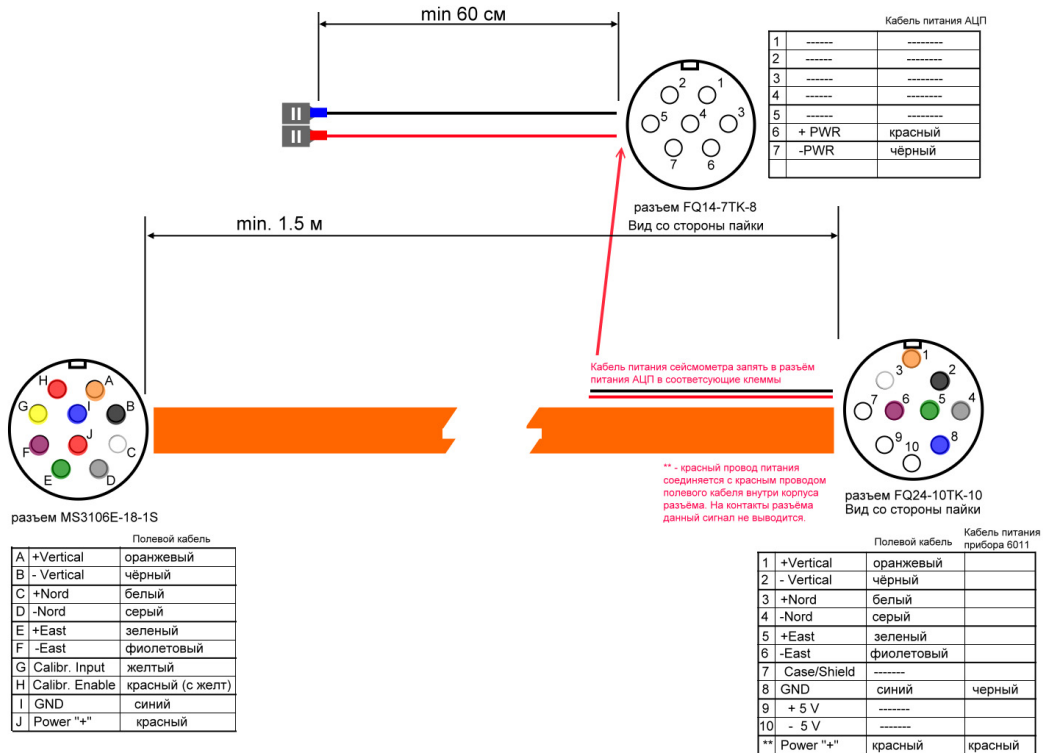 min 60 см
Кабель питания АЦП
1 ------ --------
2 ------ --------
3 ------ --------
4 ------ --------
5 ------ --------
6 + PWR красный
7 -PWR чёрный
2 1
5 4 3
7 6
разъем FQ14-7TK-8
Вид со стороны пайки
min. 1.5 м
Кабель питания сейсмометра запять в разъём
питания АЦП в соответсующие клеммы
H A
G I B
J
F C
E D
1
3 2
7 6 5 4
9 8
10
** - красный провод питания
соединяется с красным проводом
полевого кабеля внутри корпуса
разъёма. На контакты разъёма
данный сигнал не выводится.
разъем MS3106E-18-1S
разъем FQ24-10TK-10
Вид со стороны пайки
Полевой кабель
A +Vertical оранжевый
B - Vertical чёрный
C +Nord белый
D -Nord серый
E +East зеленый
F -East фиолетовый
G Calibr. Input желтый
H Calibr. Enable красный (с желт)
I GND синий
J Power "+" красный
Полевой кабель
Кабель питания
прибора 6011
1 +Vertical оранжевый
2 - Vertical чёрный
3 +Nord белый
4 -Nord серый
5 +East зеленый
6 -East фиолетовый
7 Case/Shield -------
8 GND синий черный
9 + 5 V -------
10 - 5 V -------
** Power "+" красный красный